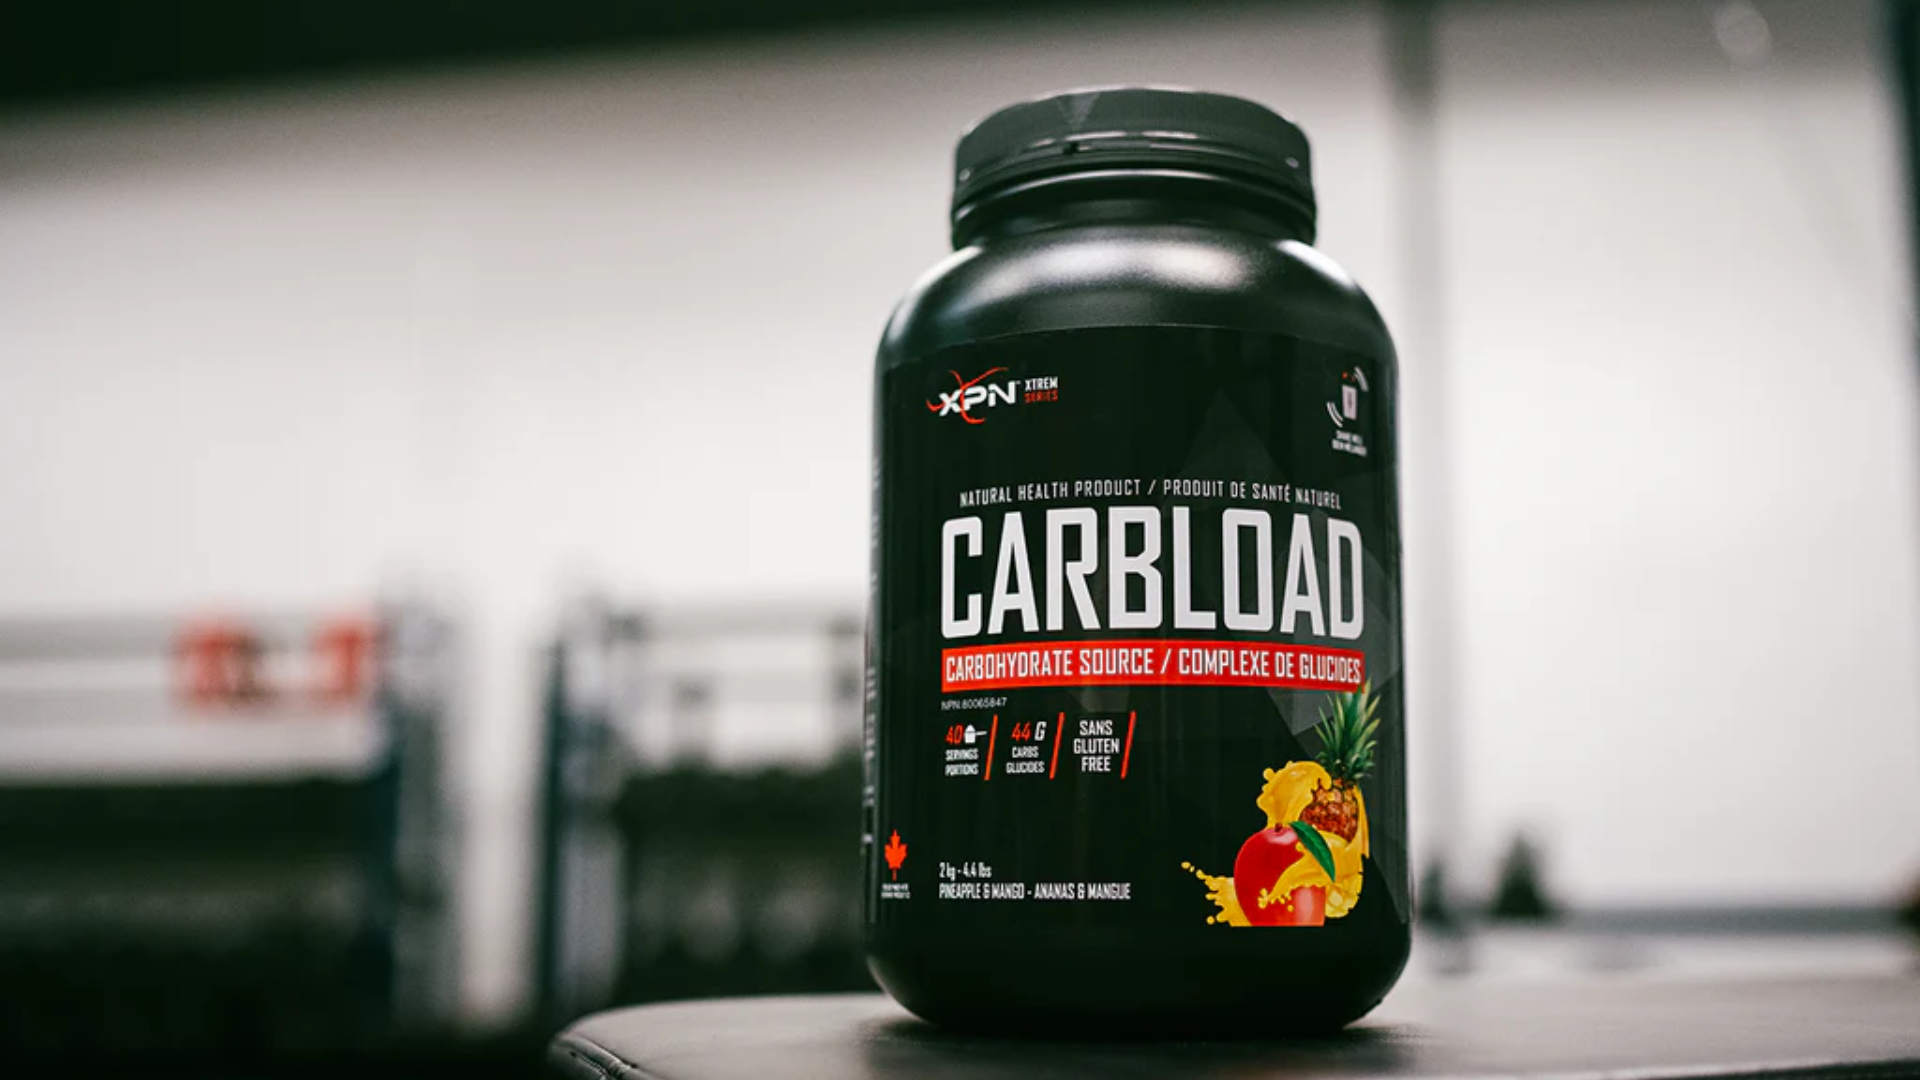 XPN™ XTREM
SERIES
NATURAL HEALTH PRODUCT / PRODUIT DE SANTÉ NATUREL
CARBLOAD
CARBOHYDRATE SOURCE / COMPLEXE DE GLUCIDES
NPN:80065847
40
SERVINGS
PORTIONS
44 G
CARBS
GLUCIDES
SANS
GLUTEN
FREE
2 kg - 4.4 lbs
PINEAPPLE & MANGO - ANANAS & MANGUE